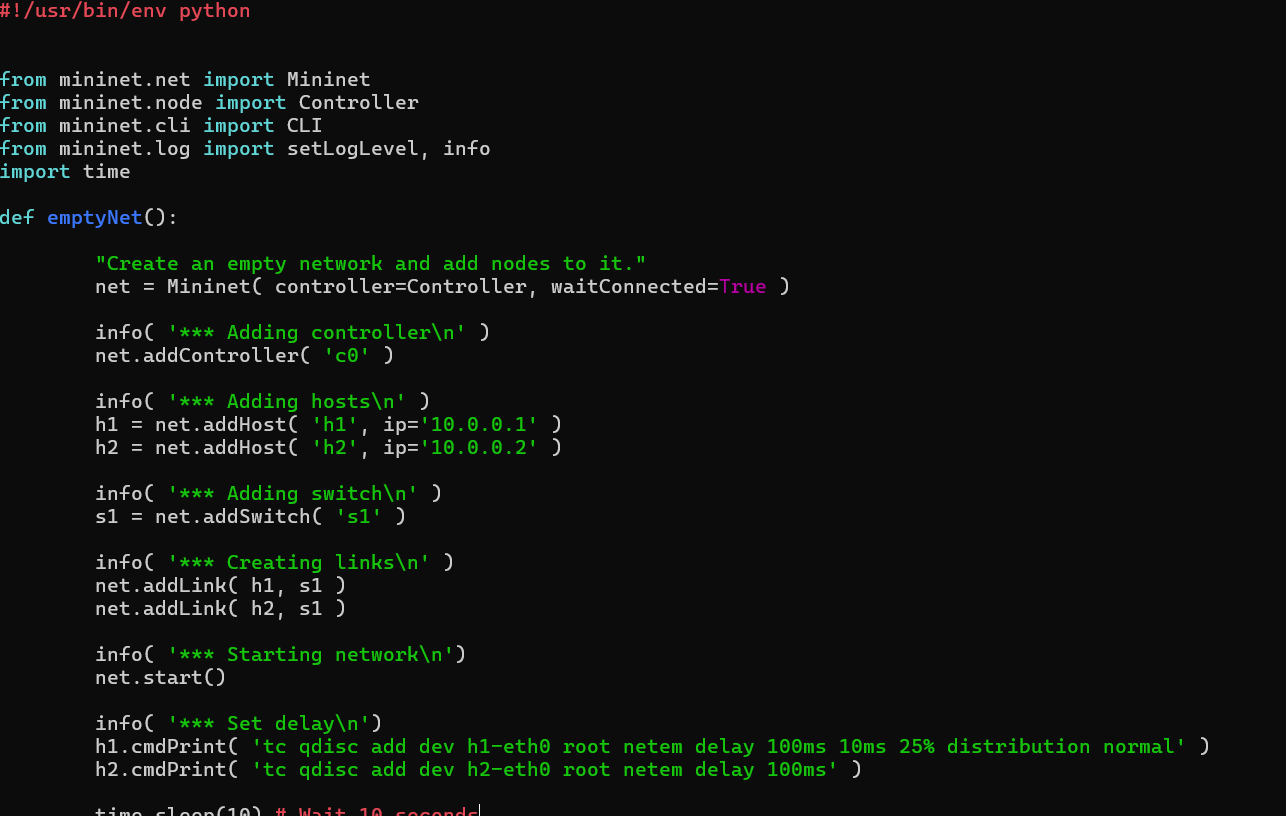 #!/usr/bin/env python
from mininet.net import Mininet
from mininet.node import Controller
from mininet.cli import CLI
from mininet.log import setLogLevel, info
import time
def emptyNet():
"Create an empty network and add nodes to it."
net = Mininet( controller=Controller, waitConnected=True )
info( '*** Adding controller\n' )
net.addController( 'c0' )
info( '*** Adding hosts\n' )
h1 = net.addHost( 'h1', ip='10.0.0.1' )
h2 = net.addHost( 'h2', ip='10.0.0.2' )
info( '*** Adding switch\n' )
s1 = net.addSwitch( 's1' )
info( '*** Creating links\n' )
net.addLink( h1, s1 )
net.addLink( h2, s1 )
info( '*** Starting network\n')
net.start()
info( '*** Set delay\n')
h1.cmdPrint( 'tc qdisc add dev h1-eth0 root netem delay 100ms 10ms 25% distribution normal' )
h2.cmdPrint( 'tc qdisc add dev h2-eth0 root netem delay 100ms' )
time.sleep(10) # Wait 10 seconds